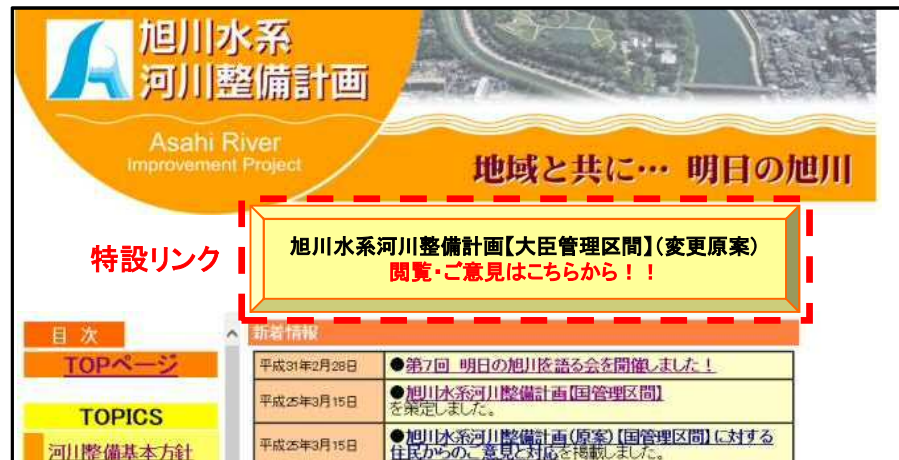 旭川水系
河川整備計画
Asahi River
Improvement Project
地域と共に… 明日の旭川
特設リンク
旭川水系河川整備計画【大臣管理区間】(変更原案)
閲覧・ご意見はこちらから！！
目 次
TOPページ
TOPICS
河川整備基本方針
新着情報
平成31年2月28日
●第7回 明日の旭川を語る会を開催しました！
平成25年3月15日
●旭川水系河川整備計画【国管理区間】
を策定しました。
平成25年3月15日
●旭川水系河川整備計画(原案)【国管理区間】に対する
住民からのご意見と対応を掲載しました。